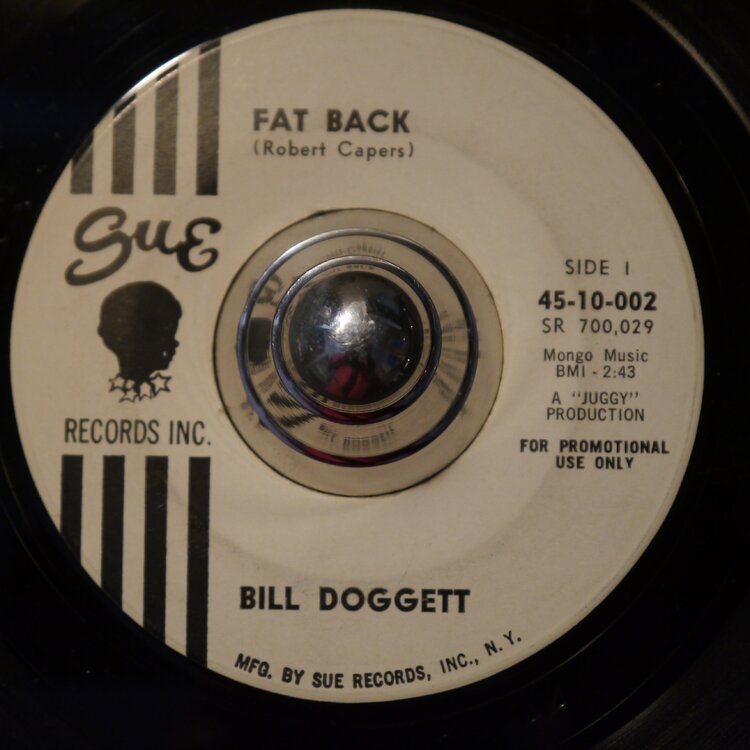 FAT BACK
(Robert Capers)
Sue
RECORDS INC.
SIDE 1
45-10-002
SR 700,029
Mongo Music
BMI - 2:43
A "JUGGY"
PRODUCTION
FOR PROMOTIONAL
USE ONLY
BILL DOGGETT
MFG. BY SUE RECORDS, INC., N. Y.